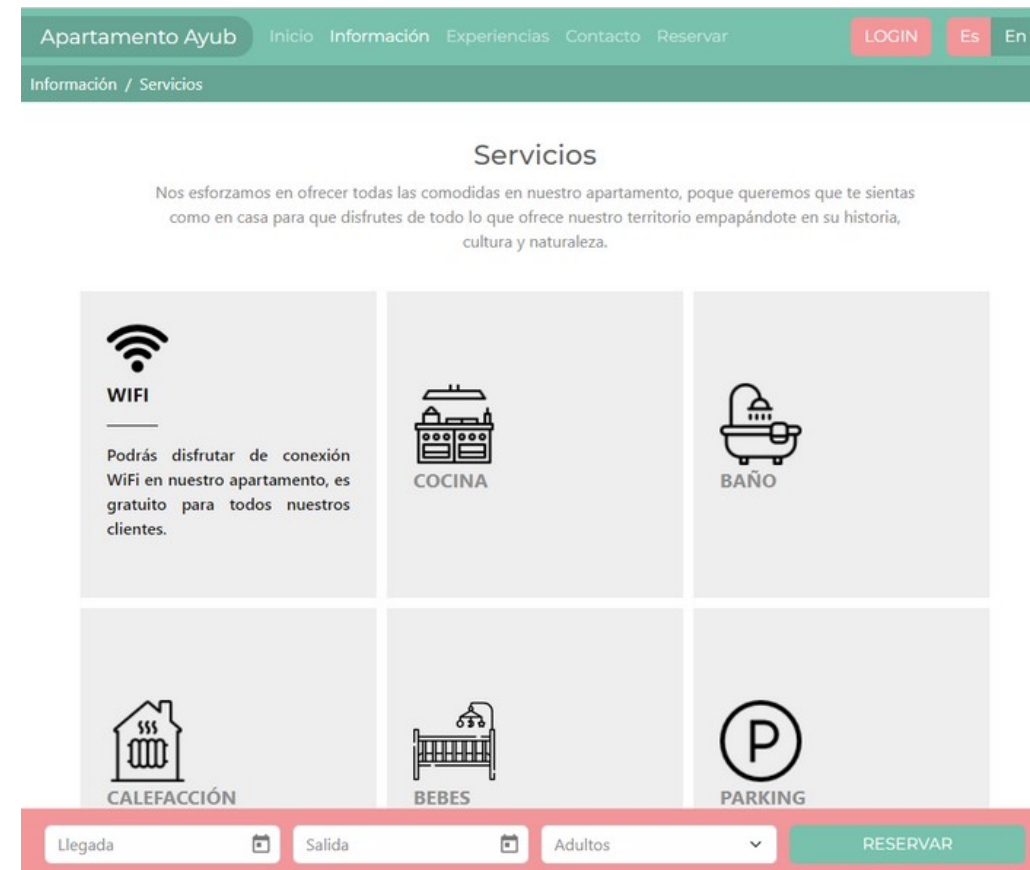 Apartamento Ayub Inicio Información Experiencias Contacto Reservar LOGIN Es En
Información / Servicios
Servicios
Nos esforzamos en ofrecer todas las comodidas en nuestro apartamento, poque queremos que te sientas
como en casa para que disfrutes de todo lo que ofrece nuestro territorio empapándote en su historia,
cultura y naturaleza.
WIFI
Podrás disfrutar de conexión
WiFi en nuestro apartamento, es
gratuito para todos nuestros
clientes.
COCINA
BAÑO
CALEFACCIÓN
BEBES
P
PARKING
Llegada Salida Adultos RESERVAR